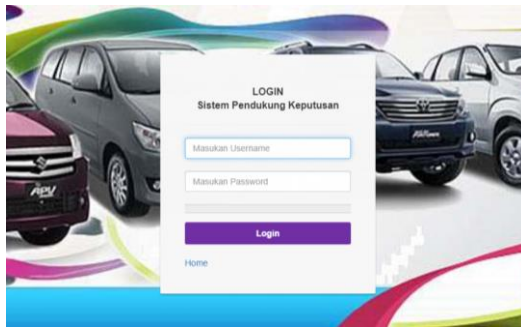 LOGIN
Sistem Pendukung Keputusan
Masukan Username
Masukan Password
Login
Home
APV